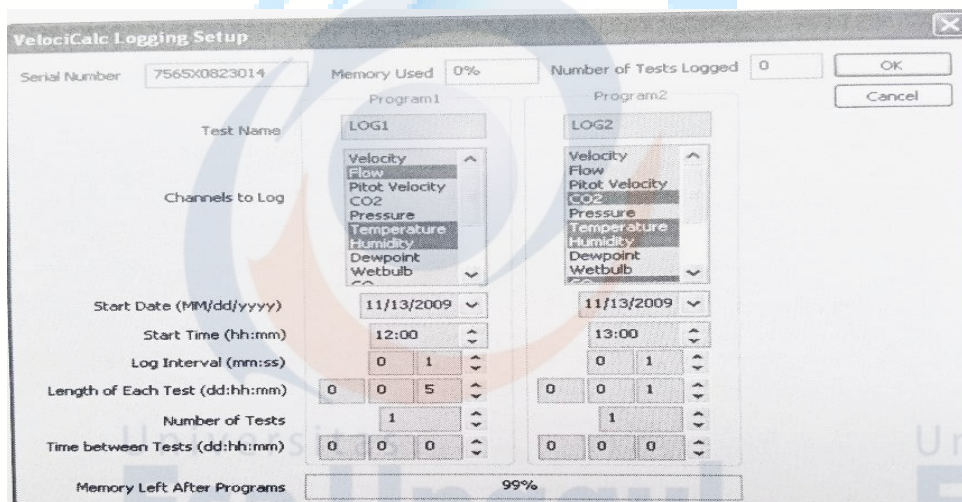 VelociCalc Logging Setup
Serial Number 7565X0823014 Memory Used 0% Number of Tests Logged 0 OK
Cancel
Program1 Program2
Test Name LOG1 LOG2
Channels to Log
Velocity
Flow
Pitot Velocity
CO2
Pressure
Temperature
Humidity
Dewpoint
Wetbulb
CO
Velocity
Flow
Pitot Velocity
CO2
Pressure
Temperature
Humidity
Dewpoint
Wetbulb
CO
Start Date (MM/dd/yyyy) 11/13/2009 11/13/2009
Start Time (hh:mm) 12:00 13:00
Log Interval (mm:ss) 0 1 0 1
Length of Each Test (dd:hh:mm) 0 0 5 0 0 1
Number of Tests 1 1
Time between Tests (dd:hh:mm) 0 0 0 0 0 0
Memory Left After Programs 99%
Universitas